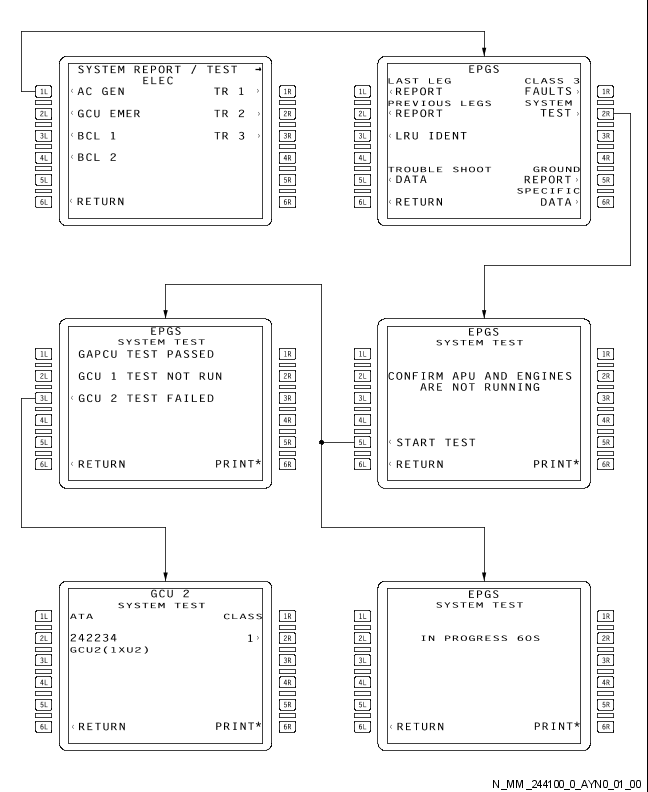 SYSTEM REPORT / TEST →
ELEC
1L ‹AC GEN TR 1 › 1R
2L ‹GCU EMER TR 2 › 2R
3L ‹BCL 1 TR 3 › 3R
4L ‹BCL 2 4R
5L 5R
6L ‹RETURN 6R
EPGS
LAST LEG CLASS 3
1L ‹REPORT FAULTS› 1R
PREVIOUS LEGS SYSTEM
2L ‹REPORT TEST› 2R
3L ‹LRU IDENT 3R
4L 4R
TROUBLE SHOOT GROUND
5L ‹DATA REPORT› 5R
SPECIFIC
6L ‹RETURN DATA› 6R
EPGS
SYSTEM TEST
1L GAPCU TEST PASSED 1R
2L GCU 1 TEST NOT RUN 2R
3L ‹GCU 2 TEST FAILED 3R
4L 4R
5L 5R
6L ‹RETURN PRINT* 6R
EPGS
SYSTEM TEST
1L 1R
2L CONFIRM APU AND ENGINES 2R
ARE NOT RUNNING
3L 3R
4L 4R
5L ‹START TEST 5R
6L ‹RETURN PRINT* 6R
GCU 2
SYSTEM TEST
1L ATA CLASS 1R
2L 242234 1› 2R
GCU2(1XU2)
3L 3R
4L 4R
5L 5R
6L ‹RETURN PRINT* 6R
EPGS
SYSTEM TEST
1L 1R
2L IN PROGRESS 60S 2R
3L 3R
4L 4R
5L 5R
6L ‹RETURN PRINT* 6R
N_MM_244100_0_AYN0_01_00